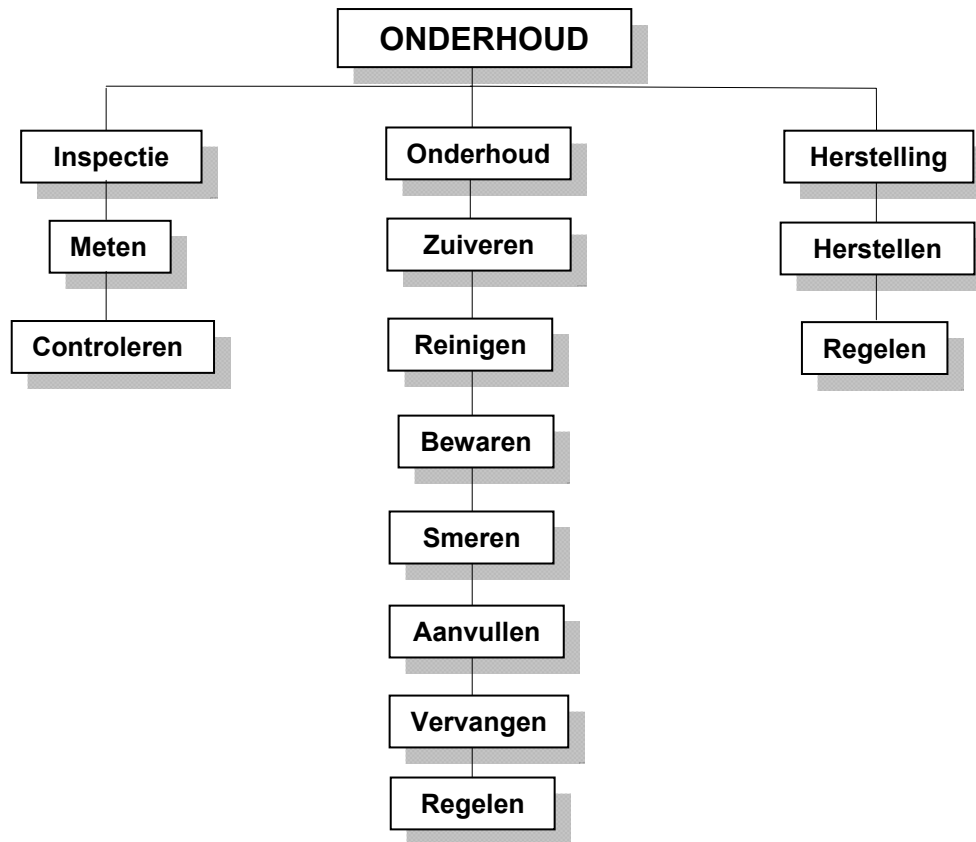 ONDERHOUD
Inspectie
Meten
Controleren
Onderhoud
Zuiveren
Reinigen
Bewaren
Smeren
Aanvullen
Vervangen
Regelen
Herstelling
Herstellen
Regelen